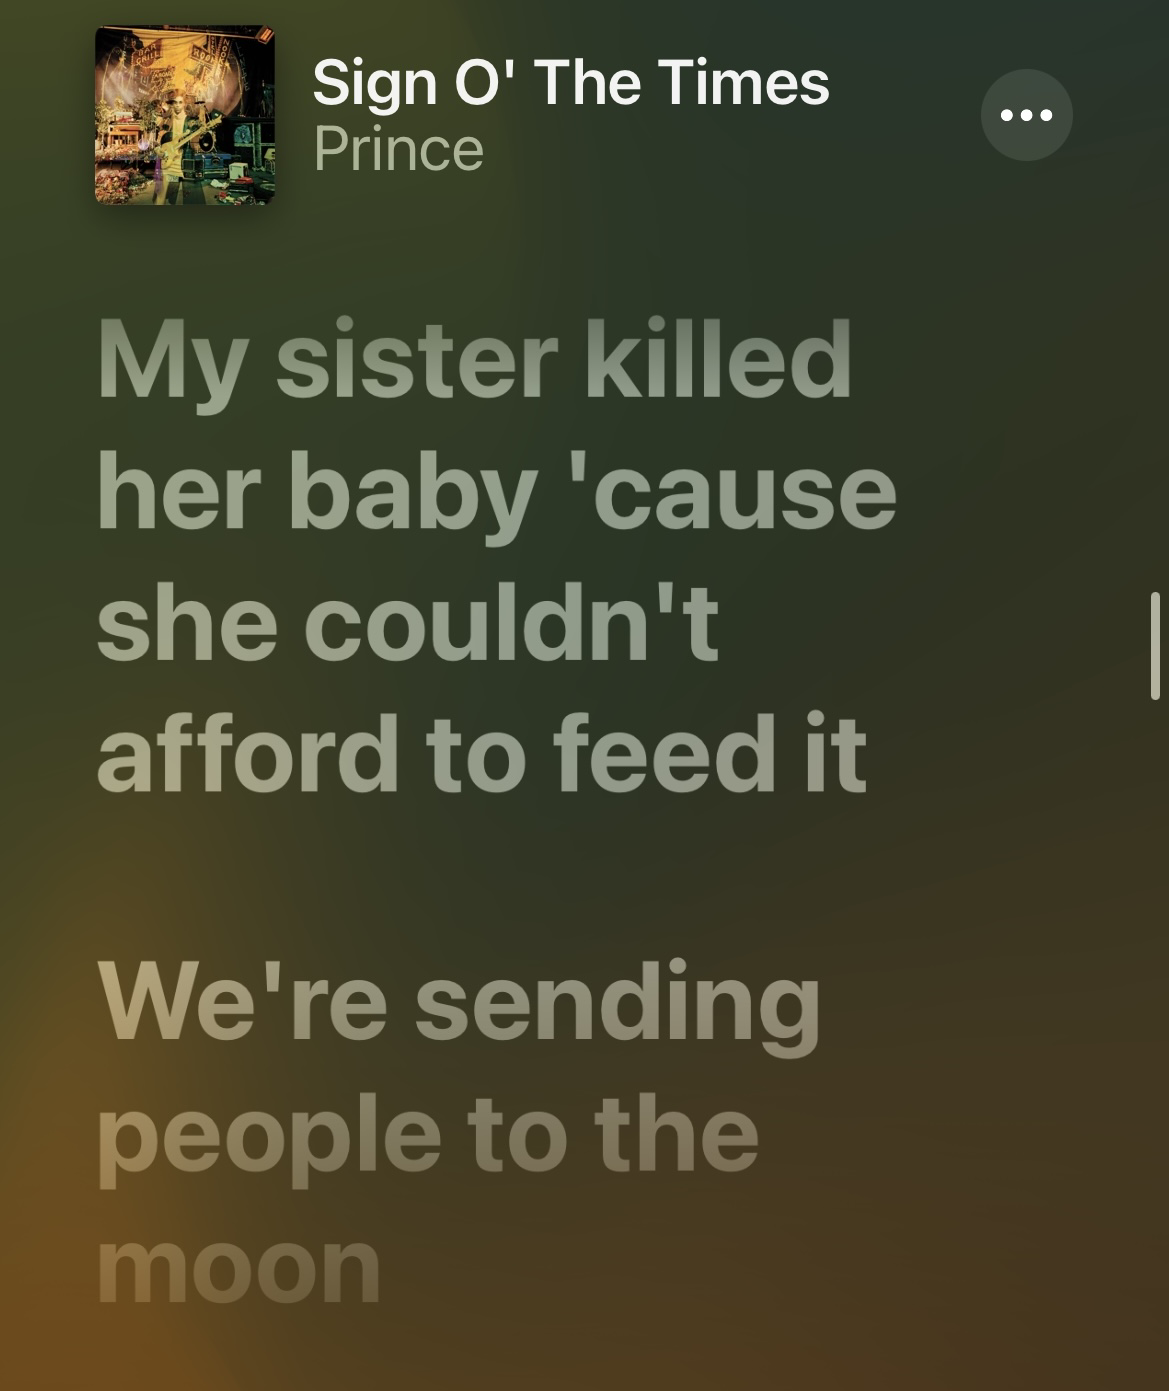 Sign O' The Times
Prince
My sister killed
her baby 'cause
she couldn't
afford to feed it
We're sending
people to the
moon